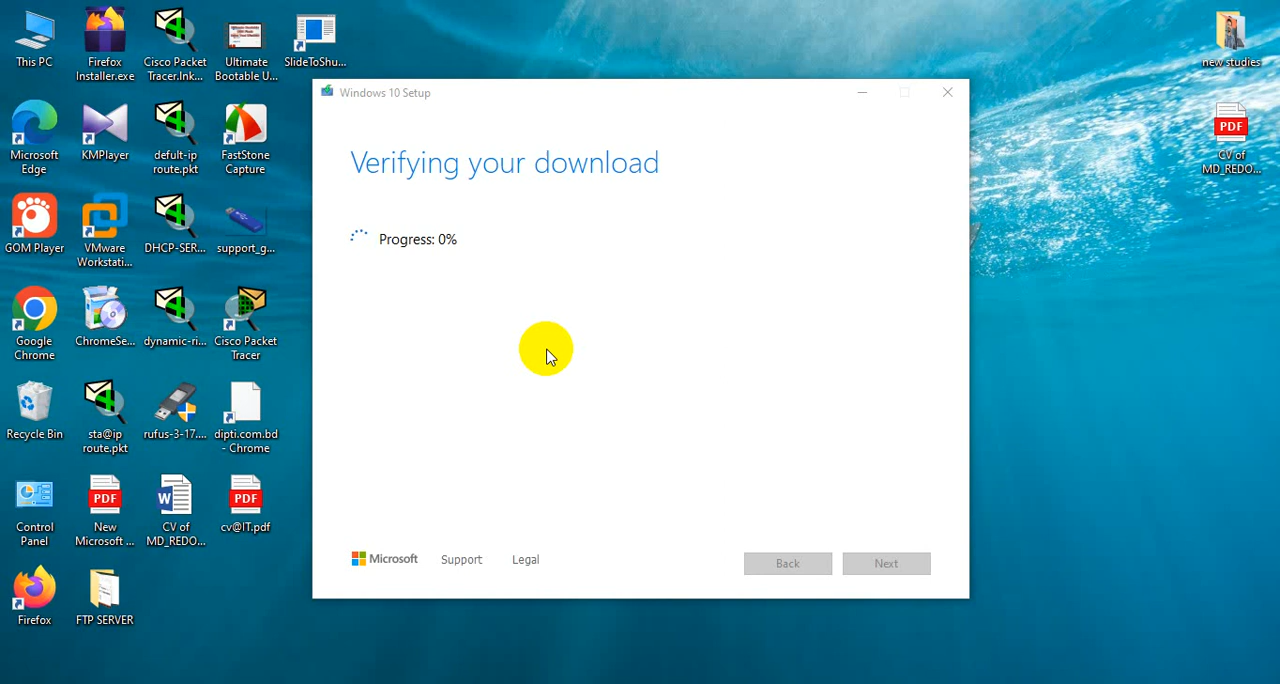 This PC
Firefox
Installer.exe
Cisco Packet
Tracer.lnk...
Ultimate
Bootable U...
SlideToShu...
new studies
Windows 10 Setup
Verifying your download
Progress: 0%
Microsoft
Edge
KMPlayer
defult-ip
route.pkt
FastStone
Capture
PDF
CV of
MD_REDO...
GOM Player
VMware
Workstati...
DHCP-SER...
support_g...
Google
Chrome
ChromeSe...
dynamic-ri...
Cisco Packet
Tracer
Recycle Bin
sta@ip
route.pkt
rufus-3-17....
dipti.com.bd
- Chrome
Control
Panel
PDF
New
Microsoft ...
W
CV of
MD_REDO...
PDF
cv@IT.pdf
Microsoft
Support
Legal
Back
Next
Firefox
FTP SERVER